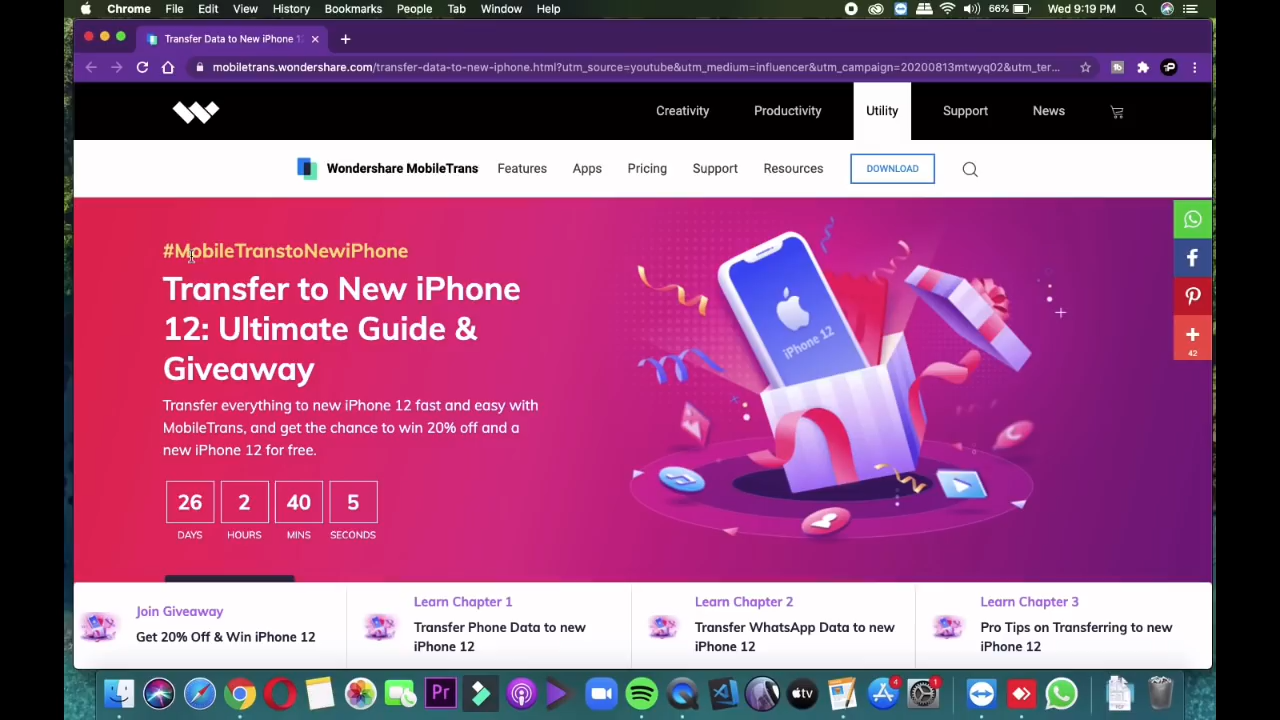 Chrome File Edit View History Bookmarks People Tab Window Help 66% Wed 9:19 PM
Transfer Data to New iPhone 1
mobiletrans.wondershare.com/transfer-data-to-new-iphone.html?utm_source=youtube&utm_medium=influencer&utm_campaign=20200813mtwyq02&utm_ter...
Creativity Productivity Utility Support News
Wondershare MobileTrans Features Apps Pricing Support Resources DOWNLOAD
#MobileTranstoNewiPhone
Transfer to New iPhone
12: Ultimate Guide &
Giveaway
Transfer everything to new iPhone 12 fast and easy with
MobileTrans, and get the chance to win 20% off and a
new iPhone 12 for free.
26 2 40 5
DAYS HOURS MINS SECONDS
iPhone 12
42
Join Giveaway
Get 20% Off & Win iPhone 12
Learn Chapter 1
Transfer Phone Data to new
iPhone 12
Learn Chapter 2
Transfer WhatsApp Data to new
iPhone 12
Learn Chapter 3
Pro Tips on Transferring to new
iPhone 12
Pr
tv
4
1